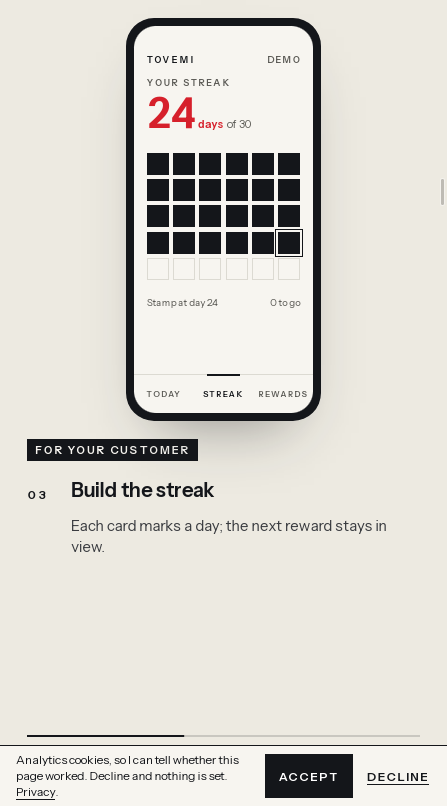 TOVEMI DEMO
YOUR STREAK
24 days of 30
Stamp at day 24 0 to go
TODAY STREAK REWARDS
FOR YOUR CUSTOMER
03 Build the streak
Each card marks a day; the next reward stays in
view.
Analytics cookies, so I can tell whether this
page worked. Decline and nothing is set.
Privacy.
ACCEPT DECLINE